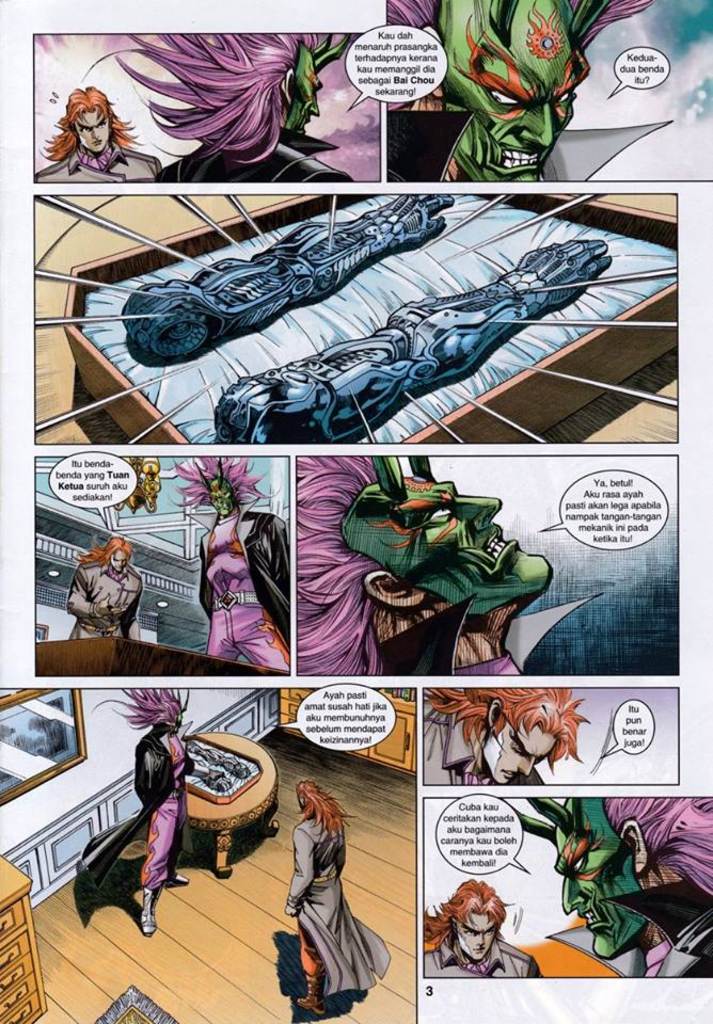 Kau dah
menaruh prasangka
terhadapnya kerana
kau memanggil dia
sebagai Bai Chou
sekarang!
Kedua-
dua benda
itu?
Itu benda-
benda yang Tuan
Ketua suruh aku
sediakan!
Ya, betul!
Aku rasa ayah
pasti akan lega apabila
nampak tangan-tangan
mekanik ini pada
ketika itu!
Ayah pasti
amat susah hati jika
aku membunuhnya
sebelum mendapat
keizinannya!
Itu
pun
benar
juga!
Cuba kau
ceritakan kepada
aku bagaimana
caranya kau boleh
membawa dia
kembali!
3